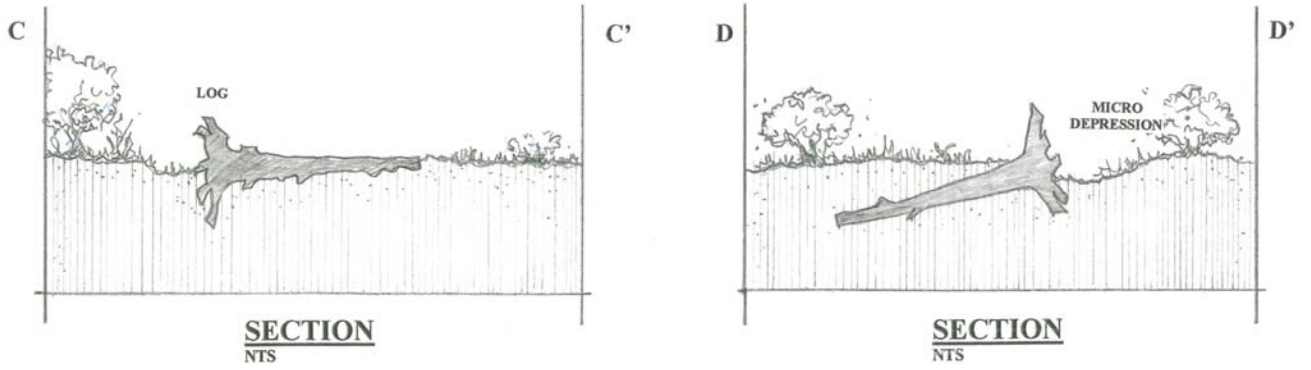 C
C'
LOG
SECTION
NTS
D
D'
MICRO
DEPRESSION
SECTION
NTS